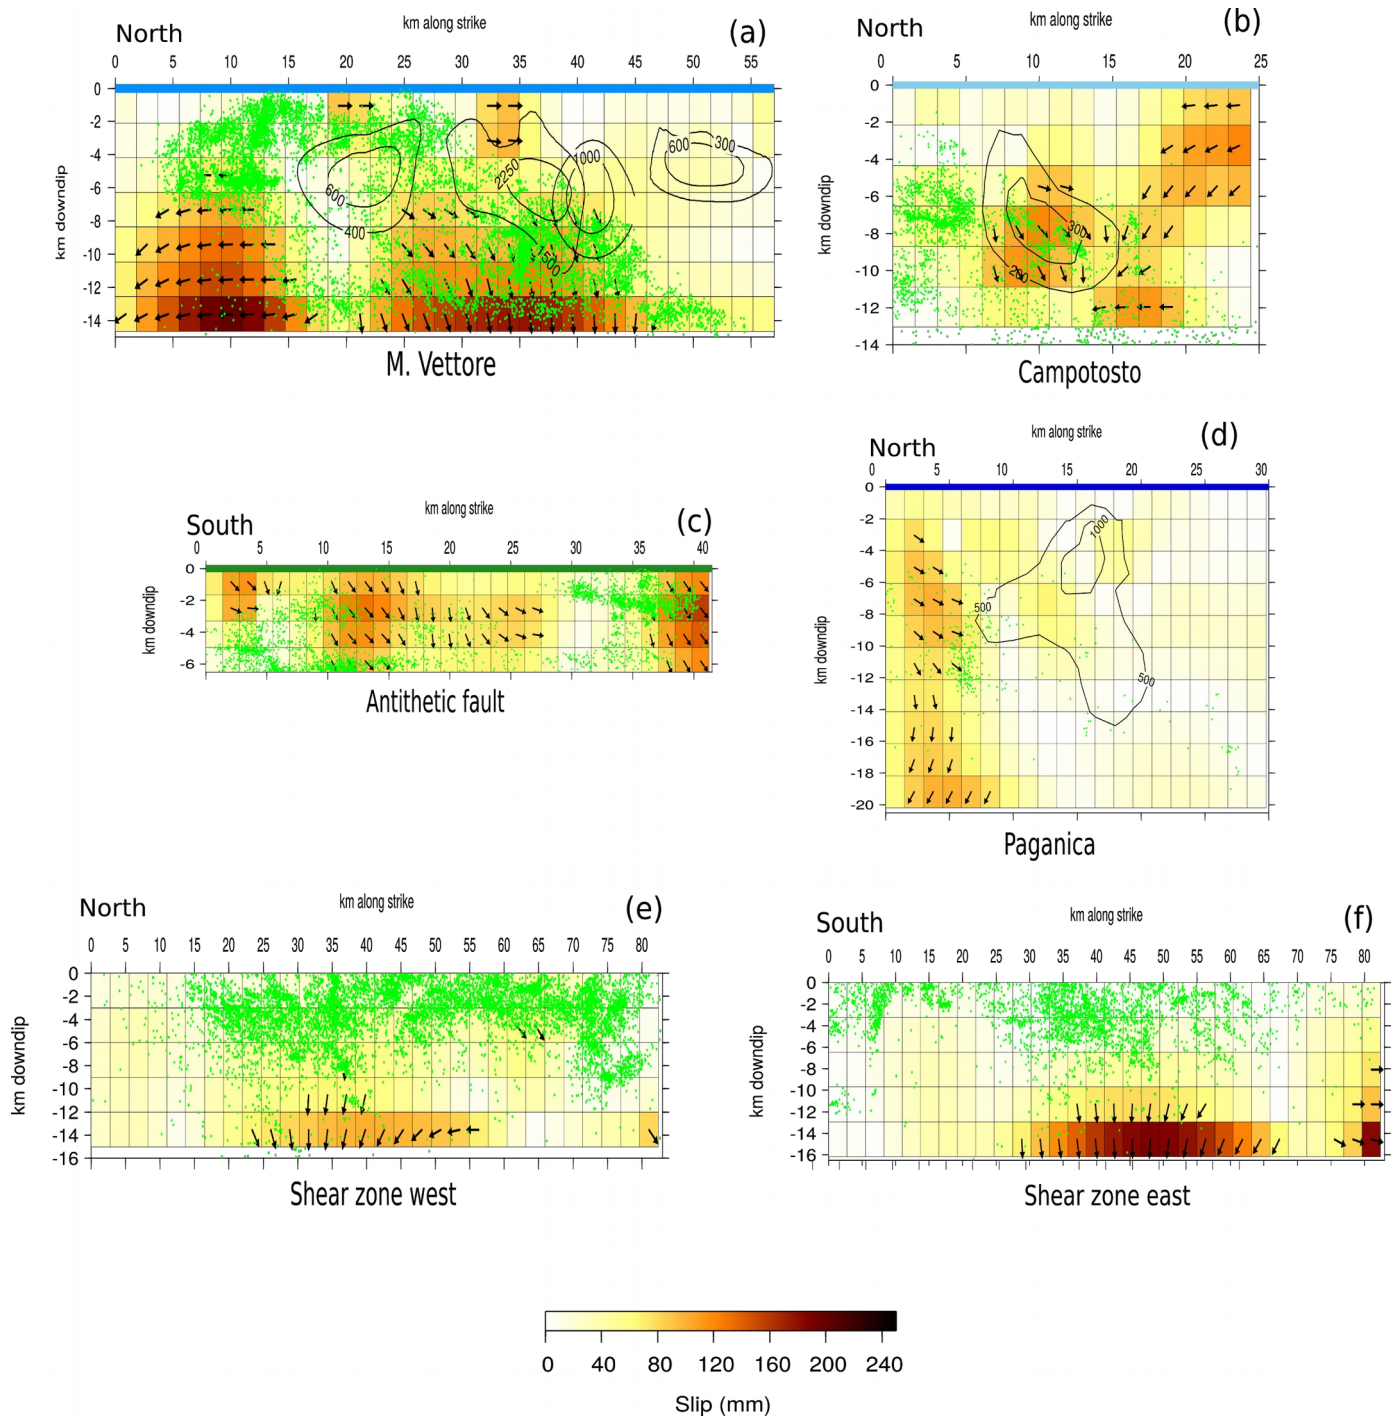 km along strike
North
(a)
0 5 10 15 20 25 30 35 40 45 55
0
-2
-4
-6
-8
-10
-12
-14
km downdip
600
400
2250
1500
1000
600
300
M. Vettore
km along strike
North
(b)
0 5 10 15 20 25
0
-2
-4
-6
-8
-10
-12
-14
km downdip
300
200
Campotosto
km along strike
South
(c)
0 5 10 15 20 25 30 35 40
0
-2
-4
-6
km downdip
Antithetic fault
km along strike
North
(d)
0 5 10 15 20 25 30
0
-2
-4
-6
-8
-10
-12
-14
-16
-18
-20
km downdip
1000
500
500
Paganica
km along strike
North
(e)
0 5 10 15 20 25 30 35 40 45 50 55 60 65 70 75 80
0
-2
-4
-6
-8
-10
-12
-14
-16
km downdip
Shear zone west
km along strike
South
(f)
0 5 10 15 20 25 30 35 40 45 50 55 60 65 70 75 80
0
-2
-4
-6
-8
-10
-12
-14
-16
km downdip
Shear zone east
0 40 80 120 160 200 240
Slip (mm)